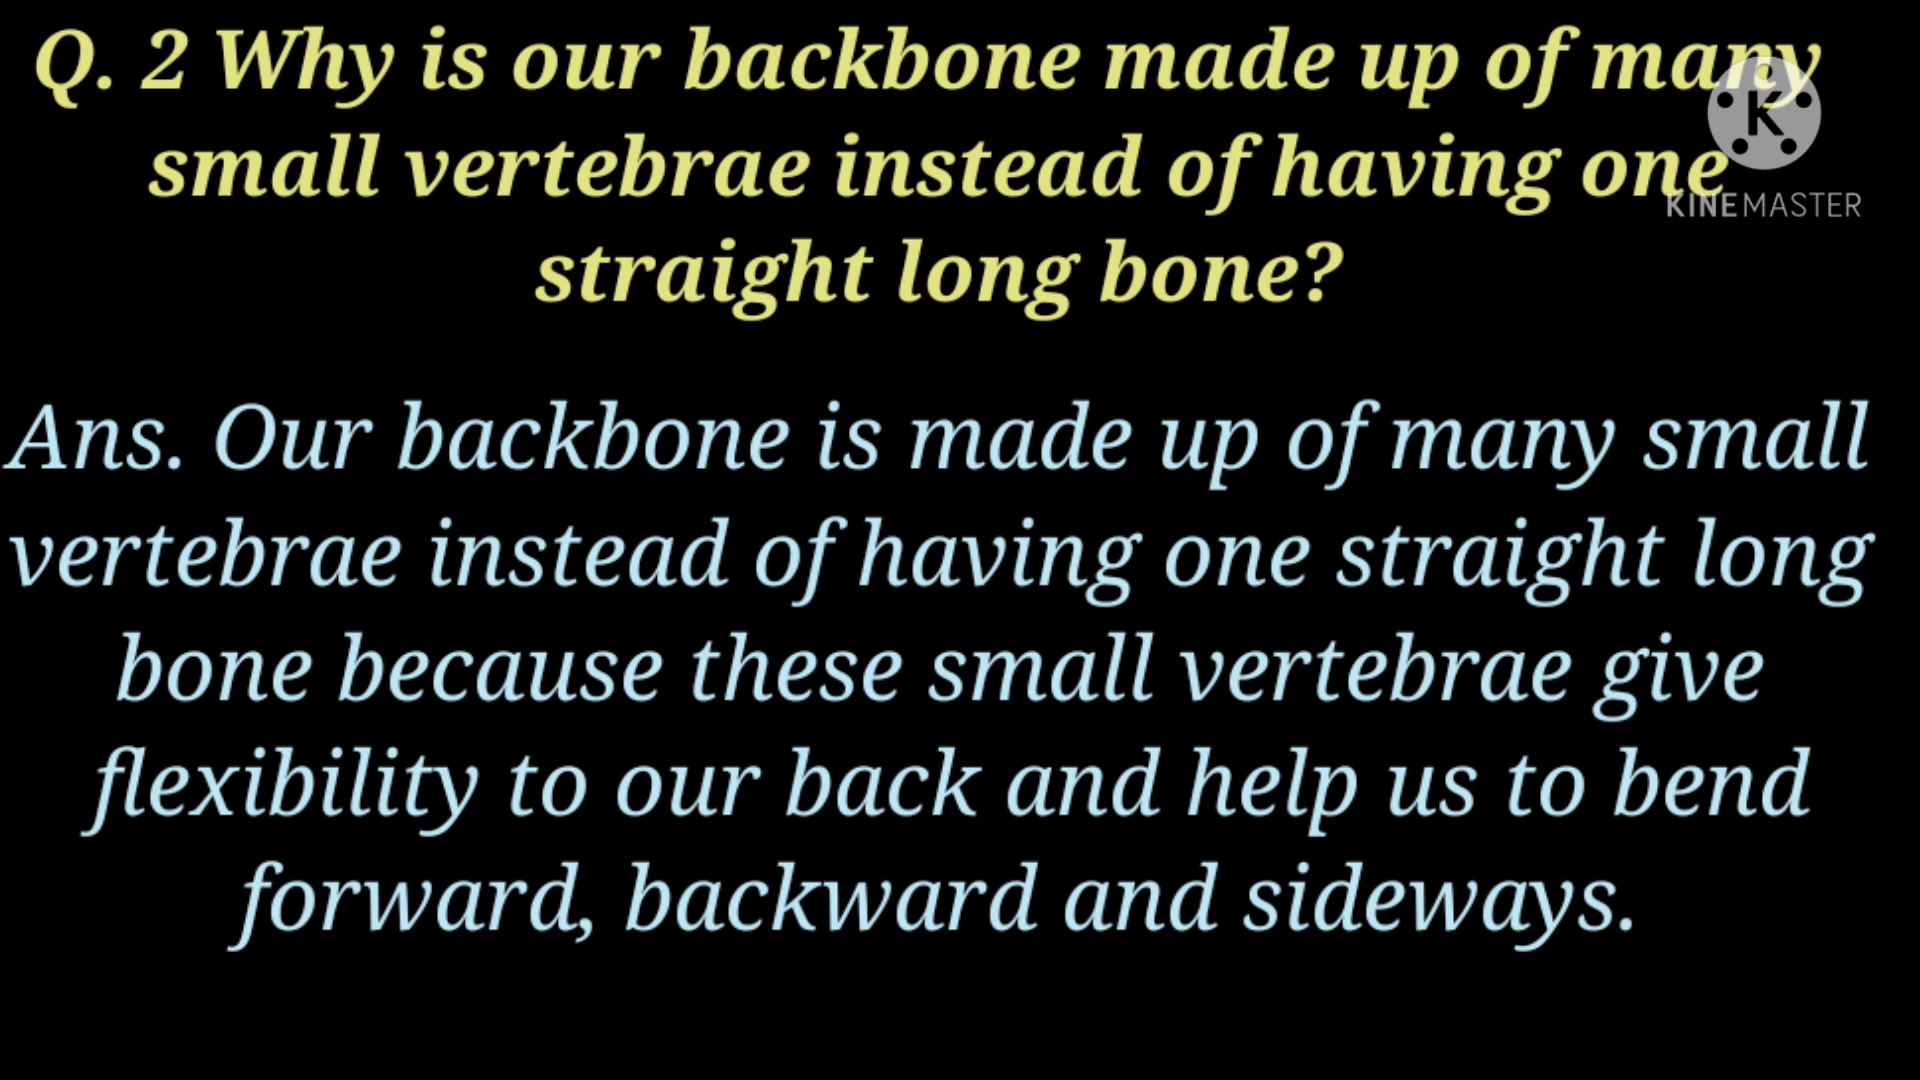 Q. 2 Why is our backbone made up of many
small vertebrae instead of having one
straight long bone?
KINEMASTER
Ans. Our backbone is made up of many small
vertebrae instead of having one straight long
bone because these small vertebrae give
flexibility to our back and help us to bend
forward, backward and sideways.